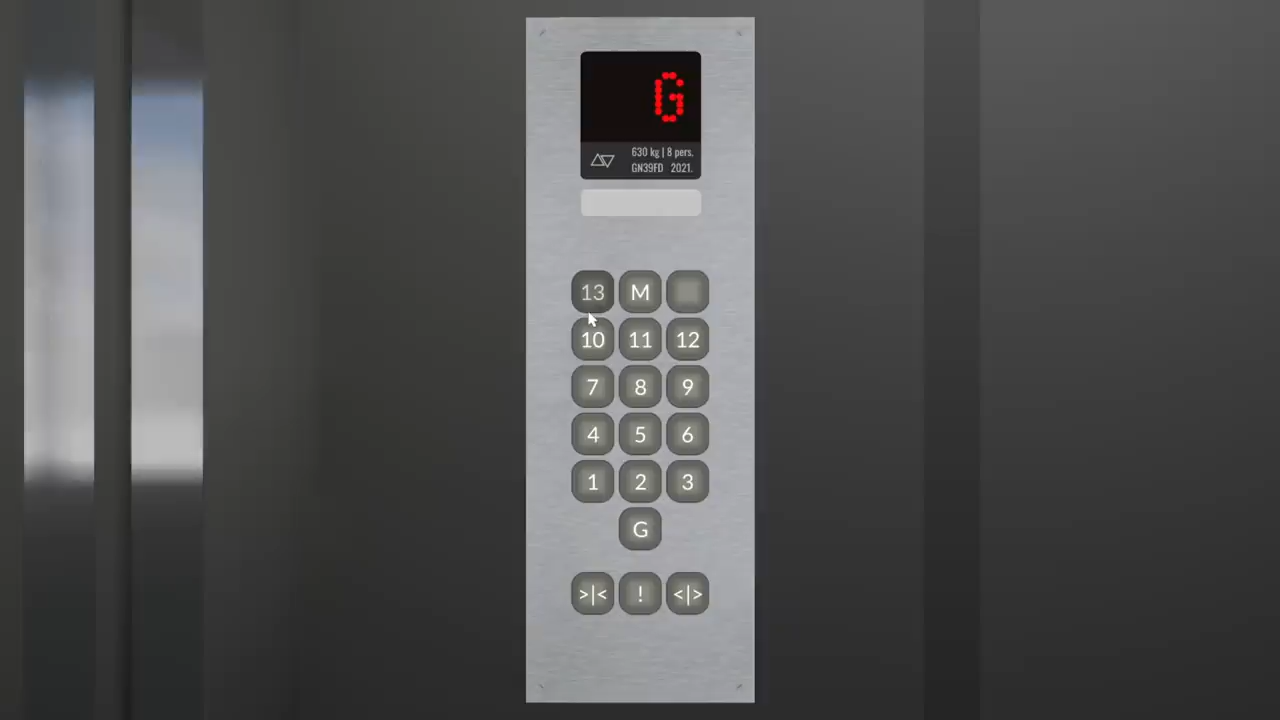 G
630 kg | 8 pers.
GN39FD 2021.
13 M
10 11 12
7 8 9
4 5 6
1 2 3
G
>|< ! <|>